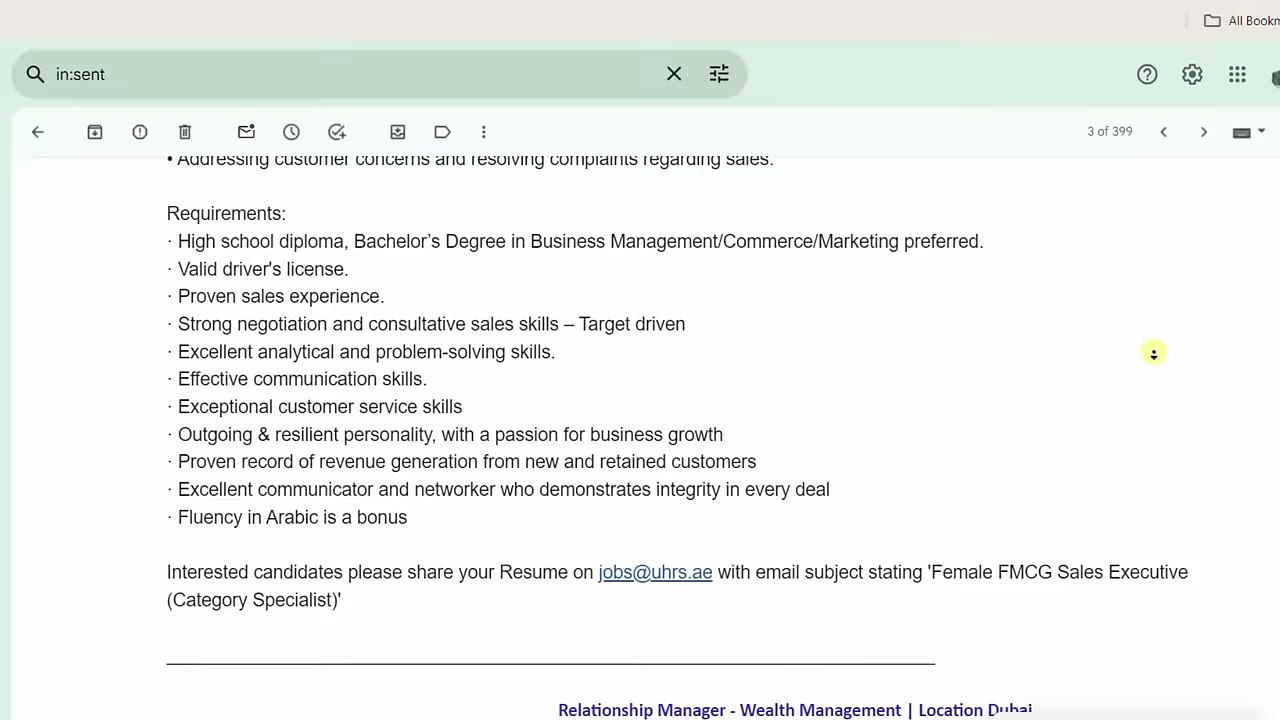 All Bookm
in:sent
3 of 399
• Addressing customer concerns and resolving complaints regarding sales.
Requirements:
· High school diploma, Bachelor’s Degree in Business Management/Commerce/Marketing preferred.
· Valid driver's license.
· Proven sales experience.
· Strong negotiation and consultative sales skills – Target driven
· Excellent analytical and problem-solving skills.
· Effective communication skills.
· Exceptional customer service skills
· Outgoing & resilient personality, with a passion for business growth
· Proven record of revenue generation from new and retained customers
· Excellent communicator and networker who demonstrates integrity in every deal
· Fluency in Arabic is a bonus
Interested candidates please share your Resume on jobs@uhrs.ae with email subject stating 'Female FMCG Sales Executive
(Category Specialist)'
Relationship Manager - Wealth Management | Location Dubai